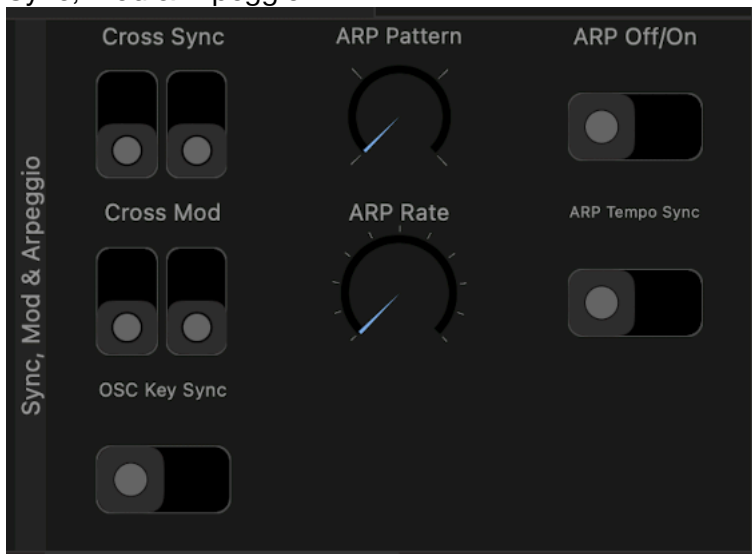 Cross Sync
ARP Pattern
ARP Off/On
Cross Mod
ARP Rate
ARP Tempo Sync
OSC Key Sync
Sync, Mod & Arpeggio